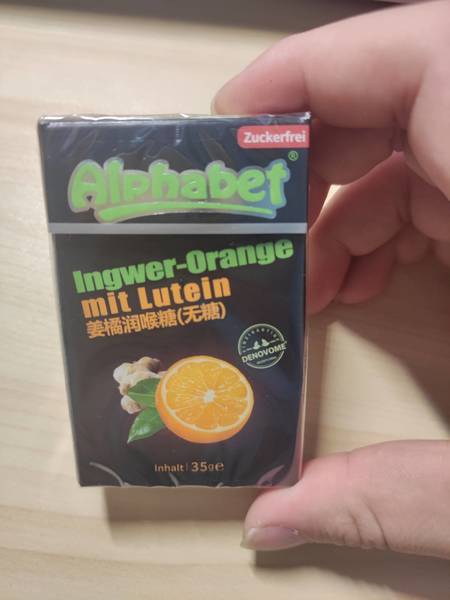 Zuckerfrei
Alphabet®
Ingwer-Orange
mit Lutein
姜橘润喉糖(无糖)
DENOVOME
Inhalt | 35g℮